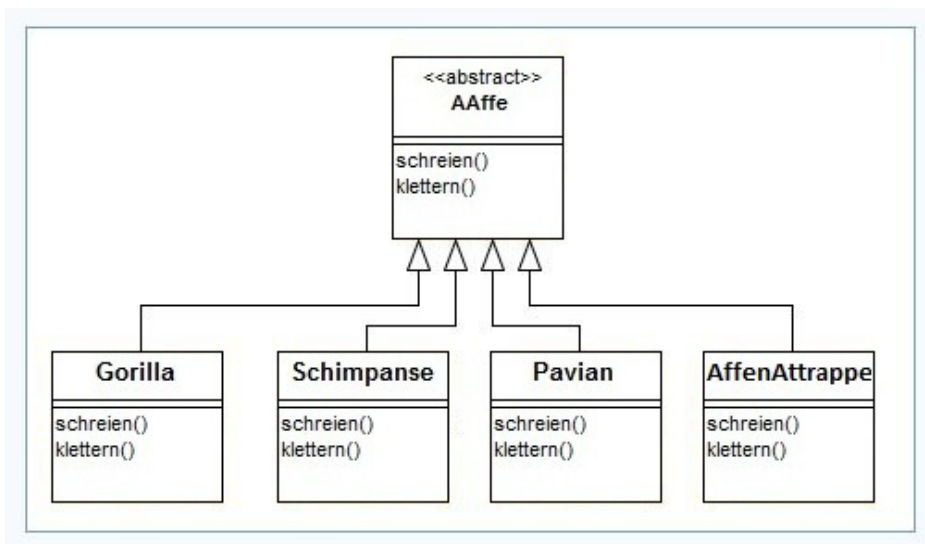 <<abstract>>
AAffe
schreien()
klettern()
Gorilla
schreien()
klettern()
Schimpanse
schreien()
klettern()
Pavian
schreien()
klettern()
AffenAttrappe
schreien()
klettern()